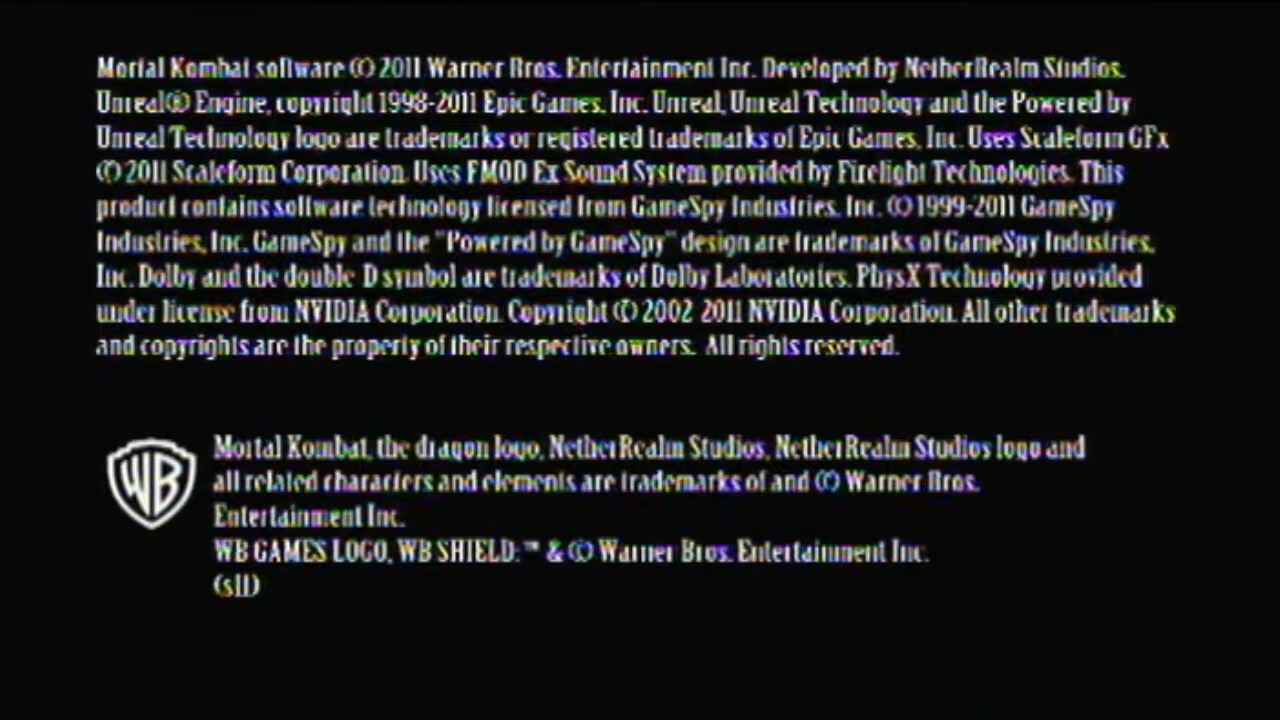 Mortal Kombat software © 2011 Warner Bros. Entertainment Inc. Developed by NetherRealm Studios.
Unreal® Engine, copyright 1998-2011 Epic Games, Inc. Unreal, Unreal Technology and the Powered by
Unreal Technology logo are trademarks or registered trademarks of Epic Games, Inc. Uses Scaleform GFx
© 2011 Scaleform Corporation. Uses FMOD Ex Sound System provided by Firelight Technologies. This
product contains software technology licensed from GameSpy Industries, Inc. © 1999-2011 GameSpy
Industries, Inc. GameSpy and the "Powered by GameSpy" design are trademarks of GameSpy Industries,
Inc. Dolby and the double-D symbol are trademarks of Dolby Laboratories. PhysX Technology provided
under license from NVIDIA Corporation. Copyright © 2002-2011 NVIDIA Corporation. All other trademarks
and copyrights are the property of their respective owners. All rights reserved.
WB
Mortal Kombat, the dragon logo, NetherRealm Studios, NetherRealm Studios logo and
all related characters and elements are trademarks of and © Warner Bros.
Entertainment Inc.
WB GAMES LOGO, WB SHIELD: ™ & © Warner Bros. Entertainment Inc.
(s11)